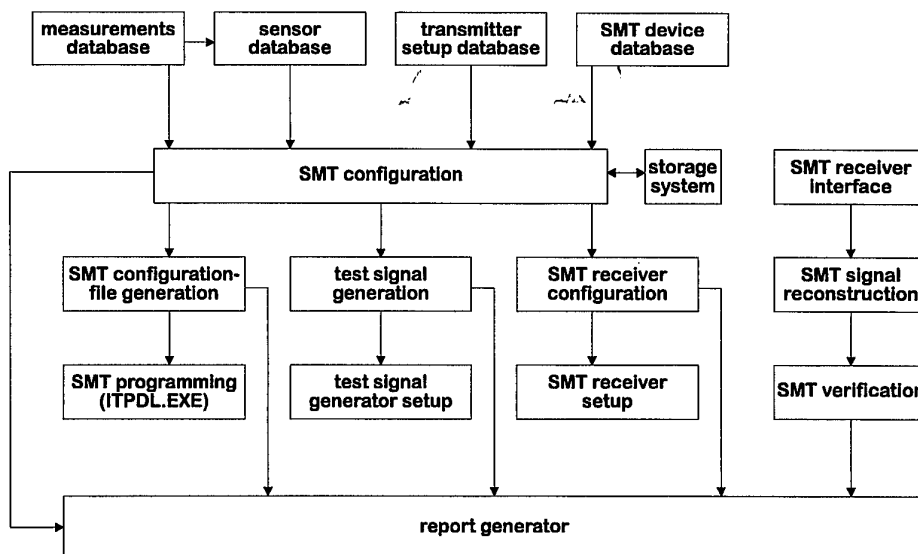 measurements
database
sensor
database
transmitter
setup database
SMT device
database
SMT configuration
storage
system
SMT receiver
interface
SMT configuration-
file generation
test signal
generation
SMT receiver
configuration
SMT signal
reconstruction
SMT programming
(ITPDL.EXE)
test signal
generator setup
SMT receiver
setup
SMT verification
report generator